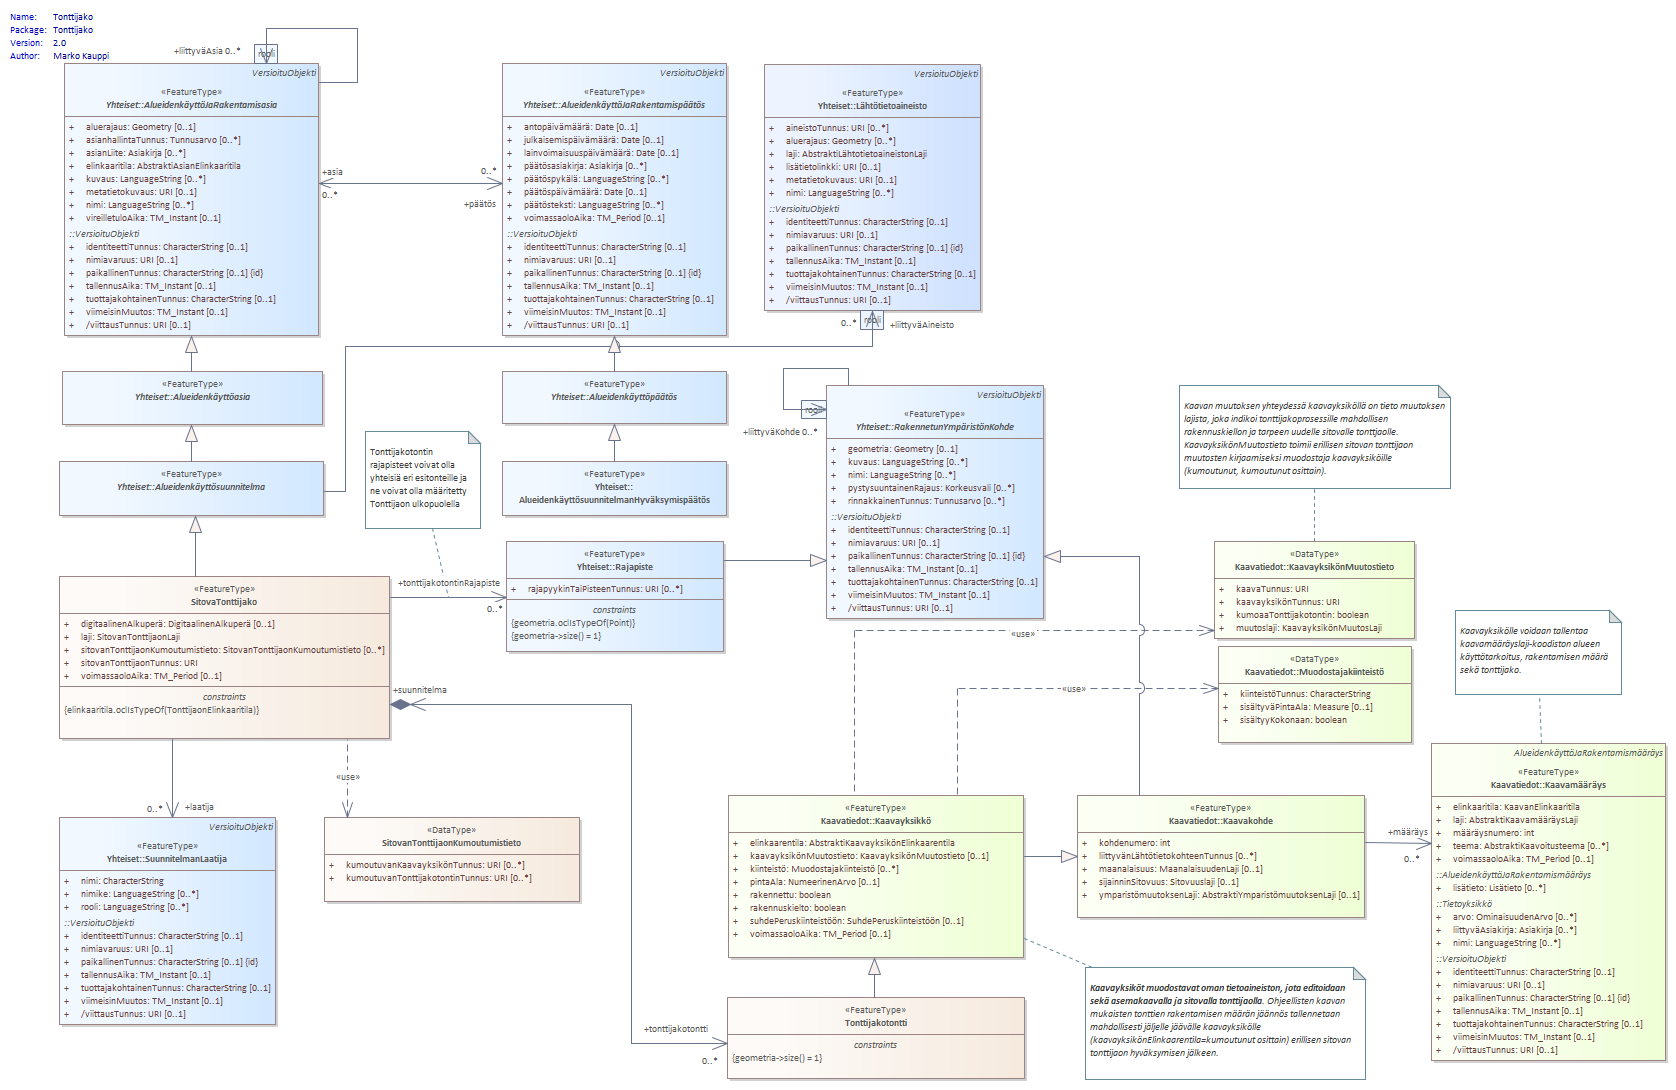 Name: Tonttijako
Package: Tonttijako
Version: 2.0
Author: Marko Kauppi
+liittyväAsia 0..*
rooli
VersioituObjekti
«FeatureType»
Yhteiset::AlueidenkäyttöJaRakentamisasia
+ aluerajaus: Geometry [0..1]
+ asianhallintaTunnus: Tunnusarvo [0..*]
+ asianLiite: Asiakirja [0..*]
+ elinkaaritila: AbstraktiAsianElinkaaritila
+ kuvaus: LanguageString [0..*]
+ metatietokuvaus: URI [0..1]
+ nimi: LanguageString [0..*]
+ vireilletuloAika: TM_Instant [0..1]
::VersioituObjekti
+ identiteettiTunnus: CharacterString [0..1]
+ nimiavaruus: URI [0..1]
+ paikallinenTunnus: CharacterString [0..1] {id}
+ tallennusAika: TM_Instant [0..1]
+ tuottajakohtainenTunnus: CharacterString [0..1]
+ viimeisinMuutos: TM_Instant [0..1]
+ /viittausTunnus: URI [0..1]
+asia
0..*
0..*
+päätös
VersioituObjekti
«FeatureType»
Yhteiset::AlueidenkäyttöJaRakentamispäätös
+ antopäivämäärä: Date [0..1]
+ julkaisemispäivämäärä: Date [0..1]
+ lainvoimaisuuspäivämäärä: Date [0..1]
+ päätösasiakirja: Asiakirja [0..*]
+ päätöspykälä: LanguageString [0..*]
+ päätöspäivämäärä: Date [0..1]
+ päätösteksti: LanguageString [0..*]
+ voimassaoloAika: TM_Period [0..1]
::VersioituObjekti
+ identiteettiTunnus: CharacterString [0..1]
+ nimiavaruus: URI [0..1]
+ paikallinenTunnus: CharacterString [0..1] {id}
+ tallennusAika: TM_Instant [0..1]
+ tuottajakohtainenTunnus: CharacterString [0..1]
+ viimeisinMuutos: TM_Instant [0..1]
+ /viittausTunnus: URI [0..1]
VersioituObjekti
«FeatureType»
Yhteiset::Lähtötietoaineisto
+ aineistoTunnus: URI [0..*]
+ aluerajaus: Geometry [0..*]
+ laji: AbstraktiLähtotietoaineistonLaji
+ lisätietolinkki: URI [0..1]
+ metatietokuvaus: URI [0..1]
+ nimi: LanguageString [0..*]
::VersioituObjekti
+ identiteettiTunnus: CharacterString [0..1]
+ nimiavaruus: URI [0..1]
+ paikallinenTunnus: CharacterString [0..1] {id}
+ tallennusAika: TM_Instant [0..1]
+ tuottajakohtainenTunnus: CharacterString [0..1]
+ viimeisinMuutos: TM_Instant [0..1]
+ /viittausTunnus: URI [0..1]
0..*
rooli
+liittyväAineisto
«FeatureType»
Yhteiset::Alueidenkäyttöasia
«FeatureType»
Yhteiset::Alueidenkäyttöpäätös
«FeatureType»
Yhteiset::Alueidenkäyttösuunnitelma
«FeatureType»
Yhteiset::
AlueidenkäyttösuunnitelmanHyväksymispäätös
Tonttijakotontin
rajapisteet voivat olla
yhteisiä eri esitonteille ja
ne voivat olla määritetty
Tonttijaon ulkopuolella
rooli
+liittyväKohde 0..*
VersioituObjekti
«FeatureType»
Yhteiset::RakennetunYmpäristönKohde
+ geometria: Geometry [0..1]
+ kuvaus: LanguageString [0..*]
+ nimi: LanguageString [0..*]
+ pystysuuntainenRajaus: Korkeusvali [0..*]
+ rinnakkainenTunnus: Tunnusarvo [0..*]
::VersioituObjekti
+ identiteettiTunnus: CharacterString [0..1]
+ nimiavaruus: URI [0..1]
+ paikallinenTunnus: CharacterString [0..1] {id}
+ tallennusAika: TM_Instant [0..1]
+ tuottajakohtainenTunnus: CharacterString [0..1]
+ viimeisinMuutos: TM_Instant [0..1]
+ /viittausTunnus: URI [0..1]
Kaavan muutoksen yhteydessä kaavayksiköllä on tieto muutoksen
lajista, joka indikoi tonttijakoprosessille mahdollisen
rakennuskiellon ja tarpeen uudelle sitovalle tonttjaolle.
KaavayksikönMuutostieto toimii erillisen sitovan tonttijaon
muutosten kirjaamiseksi muodostaja kaavayksiköille
(kumoutunut, kumoutunut osittain).
«FeatureType»
Yhteiset::Rajapiste
+ rajapyykinTaiPisteenTunnus: URI [0..*]
constraints
{geometria.oclIsTypeOf(Point)}
{geometria->size() = 1}
+tonttijakotontinRajapiste
0..*
«FeatureType»
SitovaTonttijako
+ digitaalinenAlkuperä: DigitaalinenAlkuperä [0..1]
+ laji: SitovanTonttijaonLaji
+ sitovanTonttijaonKumoutumistieto: SitovanTonttijaonKumoutumistieto [0..*]
+ sitovanTonttijaonTunnus: URI
+ voimassaoloAika: TM_Period [0..1]
constraints
{elinkaaritila.oclIsTypeOf(TonttijaonElinkaaritila)}
+suunnitelma
«DataType»
Kaavatiedot::KaavayksikönMuutostieto
+ kaavaTunnus: URI
+ kaavayksikönTunnus: URI
+ kumoaaTonttijakotontin: boolean
+ muutoslaji: KaavayksikönMuutosLaji
«use»
«DataType»
Kaavatiedot::Muodostajakiinteistö
+ kiinteistöTunnus: CharacterString
+ sisältyväPintaAla: Measure [0..1]
+ sisältyyKokonaan: boolean
«use»
Kaavayksikölle voidaan tallentaa
kaavamääräyslaji-koodiston alueen
käyttötarkoitus, rakentamisen määrä
sekä tonttijako.
«use»
0..*
+laatija
VersioituObjekti
«FeatureType»
Yhteiset::SuunnitelmanLaatija
+ nimi: CharacterString
+ nimike: LanguageString [0..*]
+ rooli: LanguageString [0..*]
::VersioituObjekti
+ identiteettiTunnus: CharacterString [0..1]
+ nimiavaruus: URI [0..1]
+ paikallinenTunnus: CharacterString [0..1] {id}
+ tallennusAika: TM_Instant [0..1]
+ tuottajakohtainenTunnus: CharacterString [0..1]
+ viimeisinMuutos: TM_Instant [0..1]
+ /viittausTunnus: URI [0..1]
«DataType»
SitovanTonttijaonKumoutumistieto
+ kumoutuvanKaavayksikönTunnus: URI [0..*]
+ kumoutuvanTonttijakotontinTunnus: URI [0..*]
«FeatureType»
Kaavatiedot::Kaavayksikkö
+ elinkaarentila: AbstraktiKaavayksikönElinkaarentila
+ kaavayksikönMuutostieto: KaavayksikönMuutostieto [0..1]
+ kiinteistö: Muodostajakiinteistö [0..*]
+ pintaAla: NumeerinenArvo [0..1]
+ rakennettu: boolean
+ rakennuskielto: boolean
+ suhdePeruskiinteistöön: SuhdePeruskiinteistöön [0..1]
+ voimassaoloAika: TM_Period [0..1]
«FeatureType»
Kaavatiedot::Kaavakohde
+ kohdenumero: int
+ liittyvänLähtötietokohteenTunnus [0..*]
+ maanalaisuus: MaanalaisuudenLaji [0..1]
+ sijainninSitovuus: Sitovuuslaji [0..1]
+ ymparistömuutoksenLaji: AbstraktiYmparistömuutoksenLaji [0..1]
+määräys
0..*
AlueidenkäyttöJaRakentamismääräys
«FeatureType»
Kaavatiedot::Kaavamääräys
+ elinkaaritila: KaavanElinkaaritila
+ laji: AbstraktiKaavamääräysLaji
+ määräysnumero: int
+ teema: AbstraktiKaavoitusteema [0..*]
+ voimassaoloAika: TM_Period [0..1]
::AlueidenkäyttöJaRakentamismääräys
+ lisätieto: Lisätieto [0..*]
::Tietoyksikkö
+ arvo: OminaisuudenArvo [0..*]
+ liittyväAsiakirja: Asiakirja [0..*]
+ nimi: LanguageString [0..*]
::VersioituObjekti
+ identiteettiTunnus: CharacterString [0..1]
+ nimiavaruus: URI [0..1]
+ paikallinenTunnus: CharacterString [0..1] {id}
+ tallennusAika: TM_Instant [0..1]
+ tuottajakohtainenTunnus: CharacterString [0..1]
+ viimeisinMuutos: TM_Instant [0..1]
+ /viittausTunnus: URI [0..1]
Kaavayksiköt muodostavat oman tietoaineiston, jota editoidaan
sekä asemakaavalla ja sitovalla tonttijaolla. Ohjeellisten kaavan
mukaisten tonttien rakentamisen määrän jäännös tallennetaan
mahdollisesti jäljelle jäävälle kaavayksikölle
(kaavayksikönElinkaarentila=kumoutunut osittain) erillisen sitovan
tonttijaon hyväksymisen jälkeen.
+tonttijakotontti
0..*
«FeatureType»
Tonttijakotontti
constraints
{geometria->size() = 1}